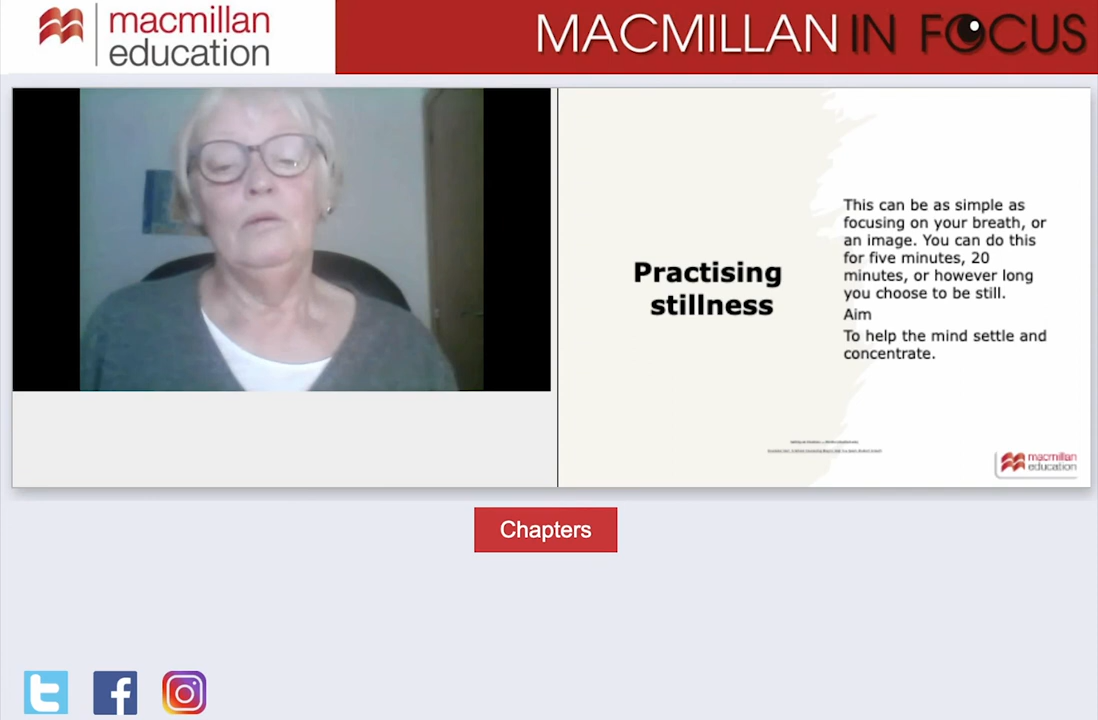 macmillan
education
MACMILLAN IN FOCUS
Practising
stillness
This can be as simple as
focusing on your breath, or
an image. You can do this
for five minutes, 20
minutes, or however long
you choose to be still.
Aim
To help the mind settle and
concentrate.
macmillan
education
Chapters